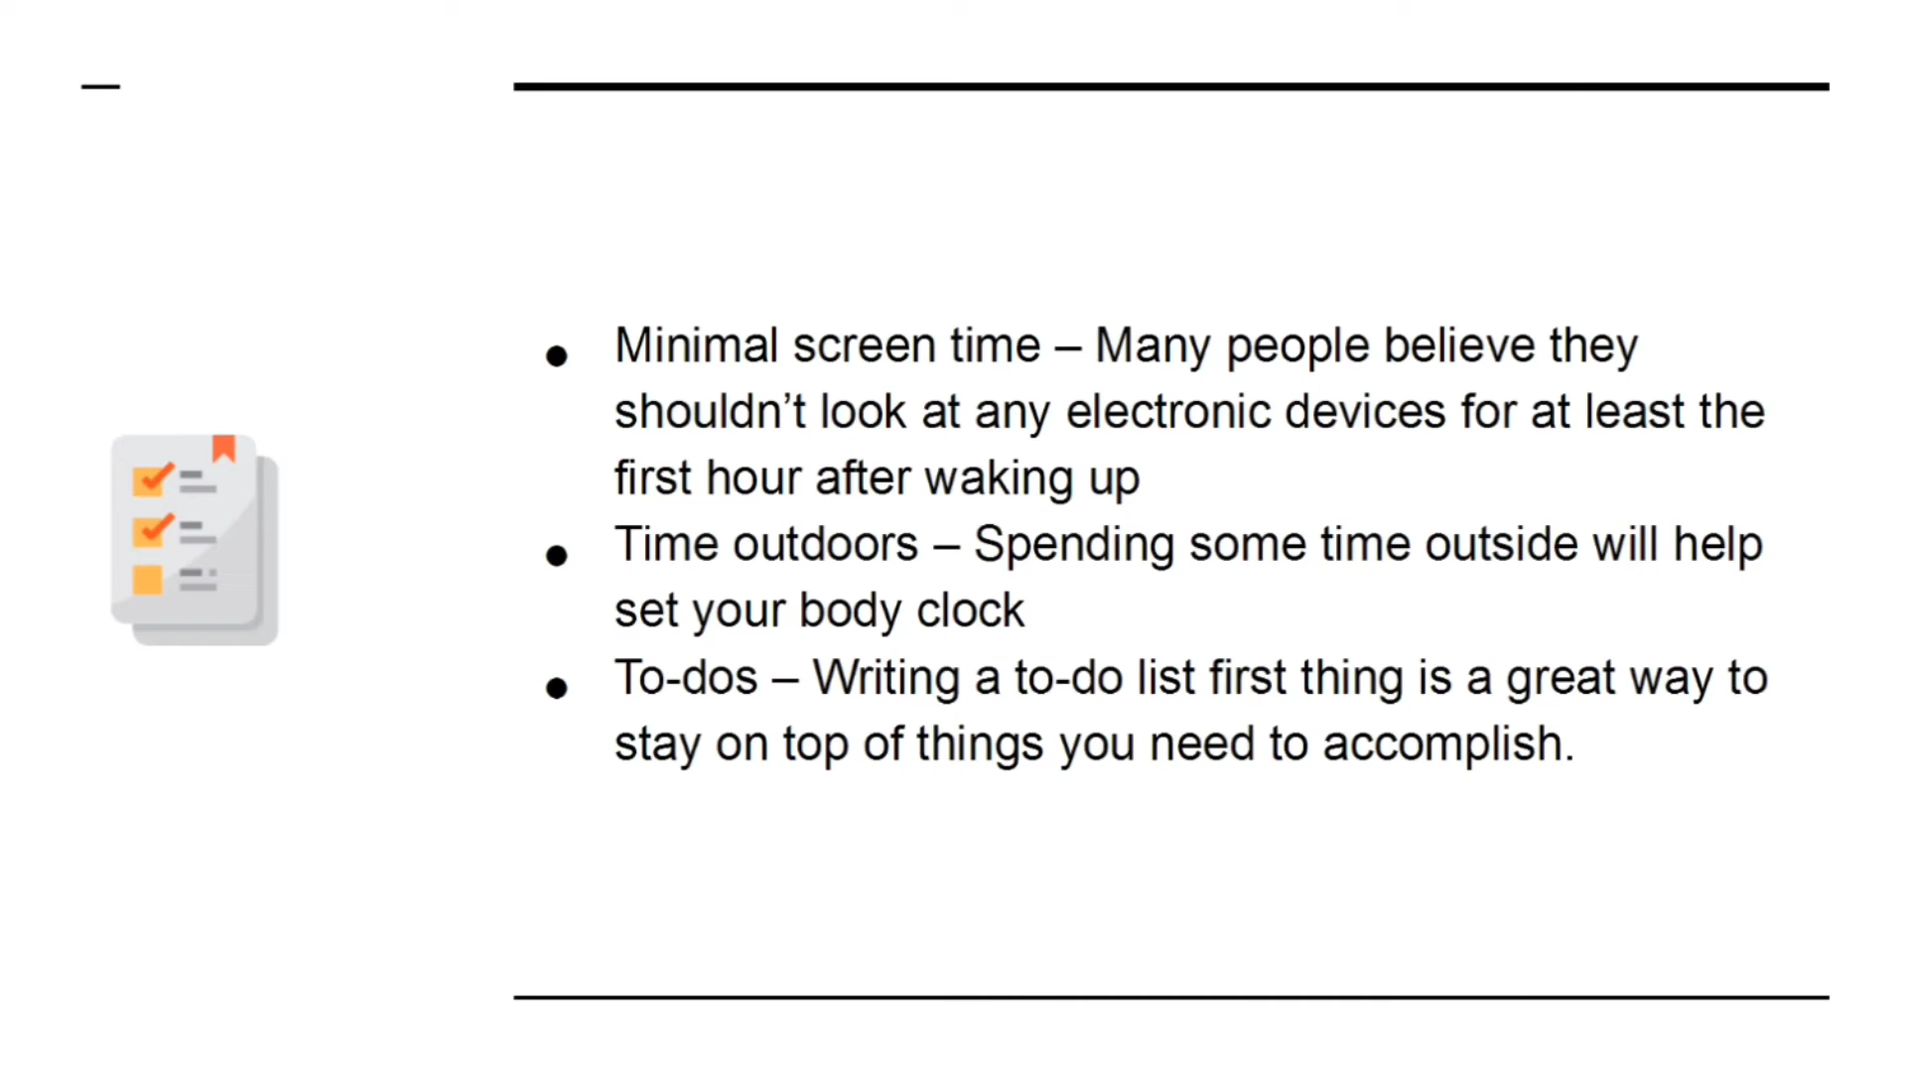 ● Minimal screen time – Many people believe they
shouldn’t look at any electronic devices for at least the
first hour after waking up
● Time outdoors – Spending some time outside will help
set your body clock
● To-dos – Writing a to-do list first thing is a great way to
stay on top of things you need to accomplish.